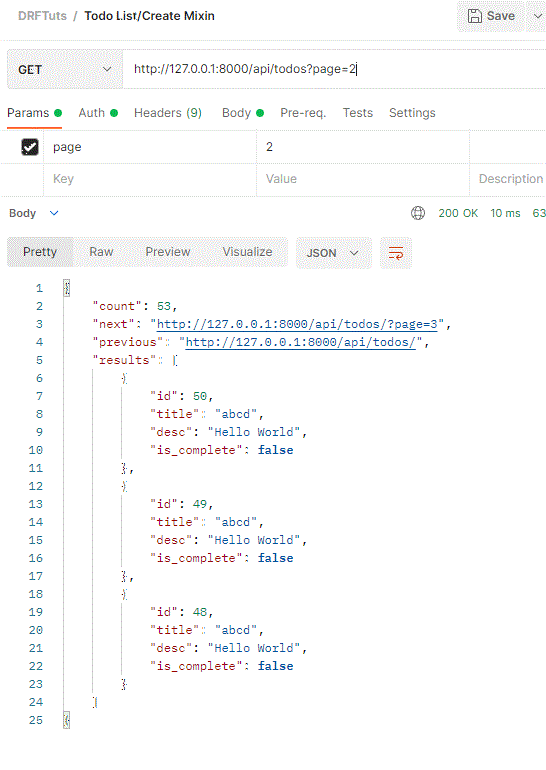 DRFTuts / Todo List/Create Mixin Save
GET http://127.0.0.1:8000/api/todos?page=2
Params Auth Headers (9) Body Pre-req. Tests Settings
page 2
Key Value Description
Body 200 OK 10 ms 63
Pretty Raw Preview Visualize JSON
1 {
2 "count": 53,
3 "next": "http://127.0.0.1:8000/api/todos/?page=3",
4 "previous": "http://127.0.0.1:8000/api/todos/",
5 "results": [
6 {
7 "id": 50,
8 "title": "abcd",
9 "desc": "Hello World",
10 "is_complete": false
11 },
12 {
13 "id": 49,
14 "title": "abcd",
15 "desc": "Hello World",
16 "is_complete": false
17 },
18 {
19 "id": 48,
20 "title": "abcd",
21 "desc": "Hello World",
22 "is_complete": false
23 }
24 ]
25 }